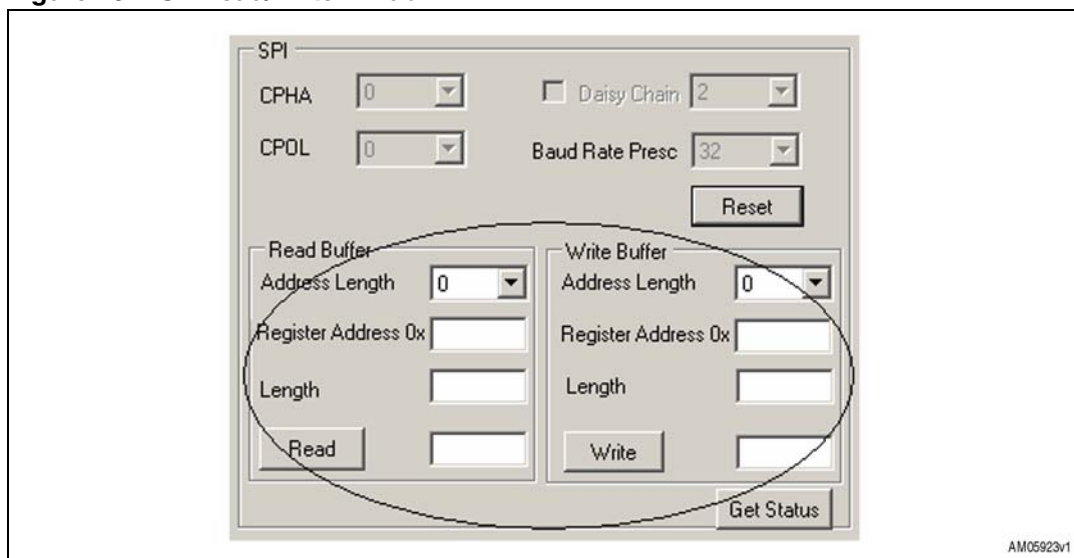 SPI
CPHA 0 Daisy Chain 2
CPOL 0 Baud Rate Presc 32
Reset
Read Buffer Write Buffer
Address Length 0 Address Length 0
Register Address 0x Register Address 0x
Length Length
Read Write
Get Status
AM05923v1